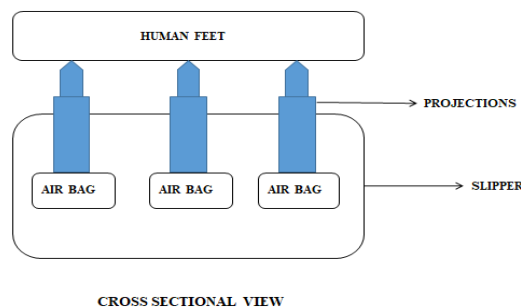 HUMAN FEET
PROJECTIONS
AIR BAG AIR BAG AIR BAG
SLIPPER
CROSS SECTIONAL VIEW